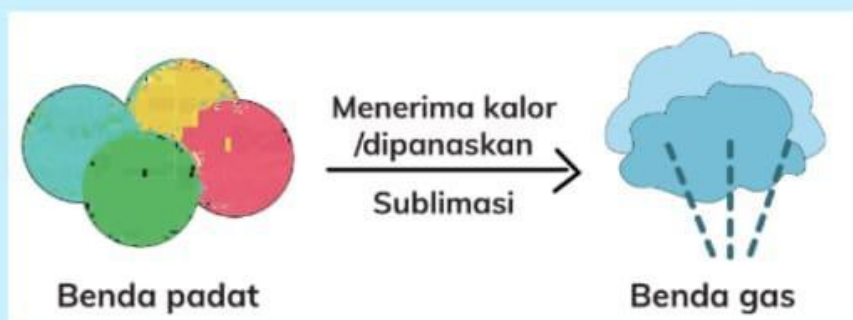 Menerima kalor
/dipanaskan
Sublimasi
Benda padat
Benda gas